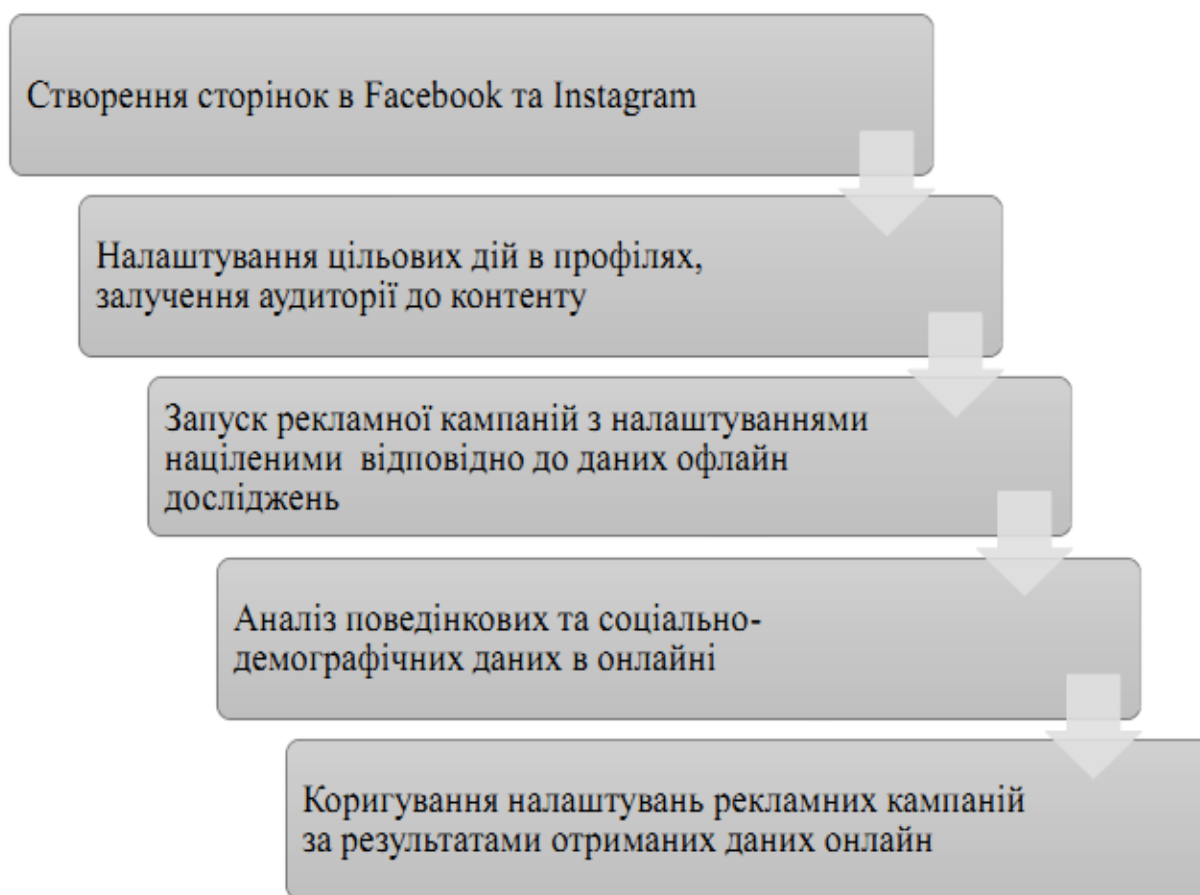 Створення сторінок в Facebook та Instagram
Налаштування цільових дій в профілях,
залучення аудиторії до контенту
Запуск рекламної кампаній з налаштуваннями
націленими відповідно до даних офлайн
досліджень
Аналіз поведінкових та соціально-
демографічних даних в онлайні
Коригування налаштувань рекламних кампаній
за результатами отриманих даних онлайн